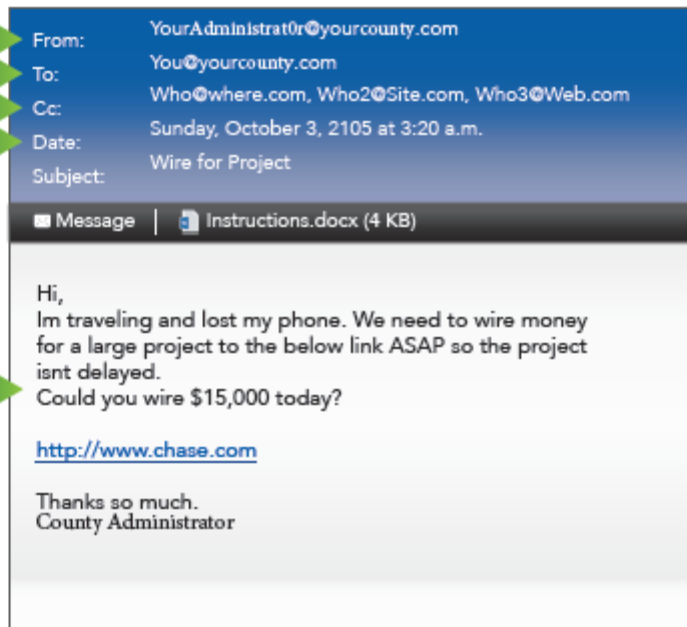 From: YourAdministrat0r@yourcounty.com
To: You@yourcounty.com
Cc: Who@where.com, Who2@Site.com, Who3@Web.com
Date: Sunday, October 3, 2105 at 3:20 a.m.
Subject: Wire for Project
Message | Instructions.docx (4 KB)
Hi,
Im traveling and lost my phone. We need to wire money
for a large project to the below link ASAP so the project
isnt delayed.
Could you wire $15,000 today?
http://www.chase.com
Thanks so much.
County Administrator